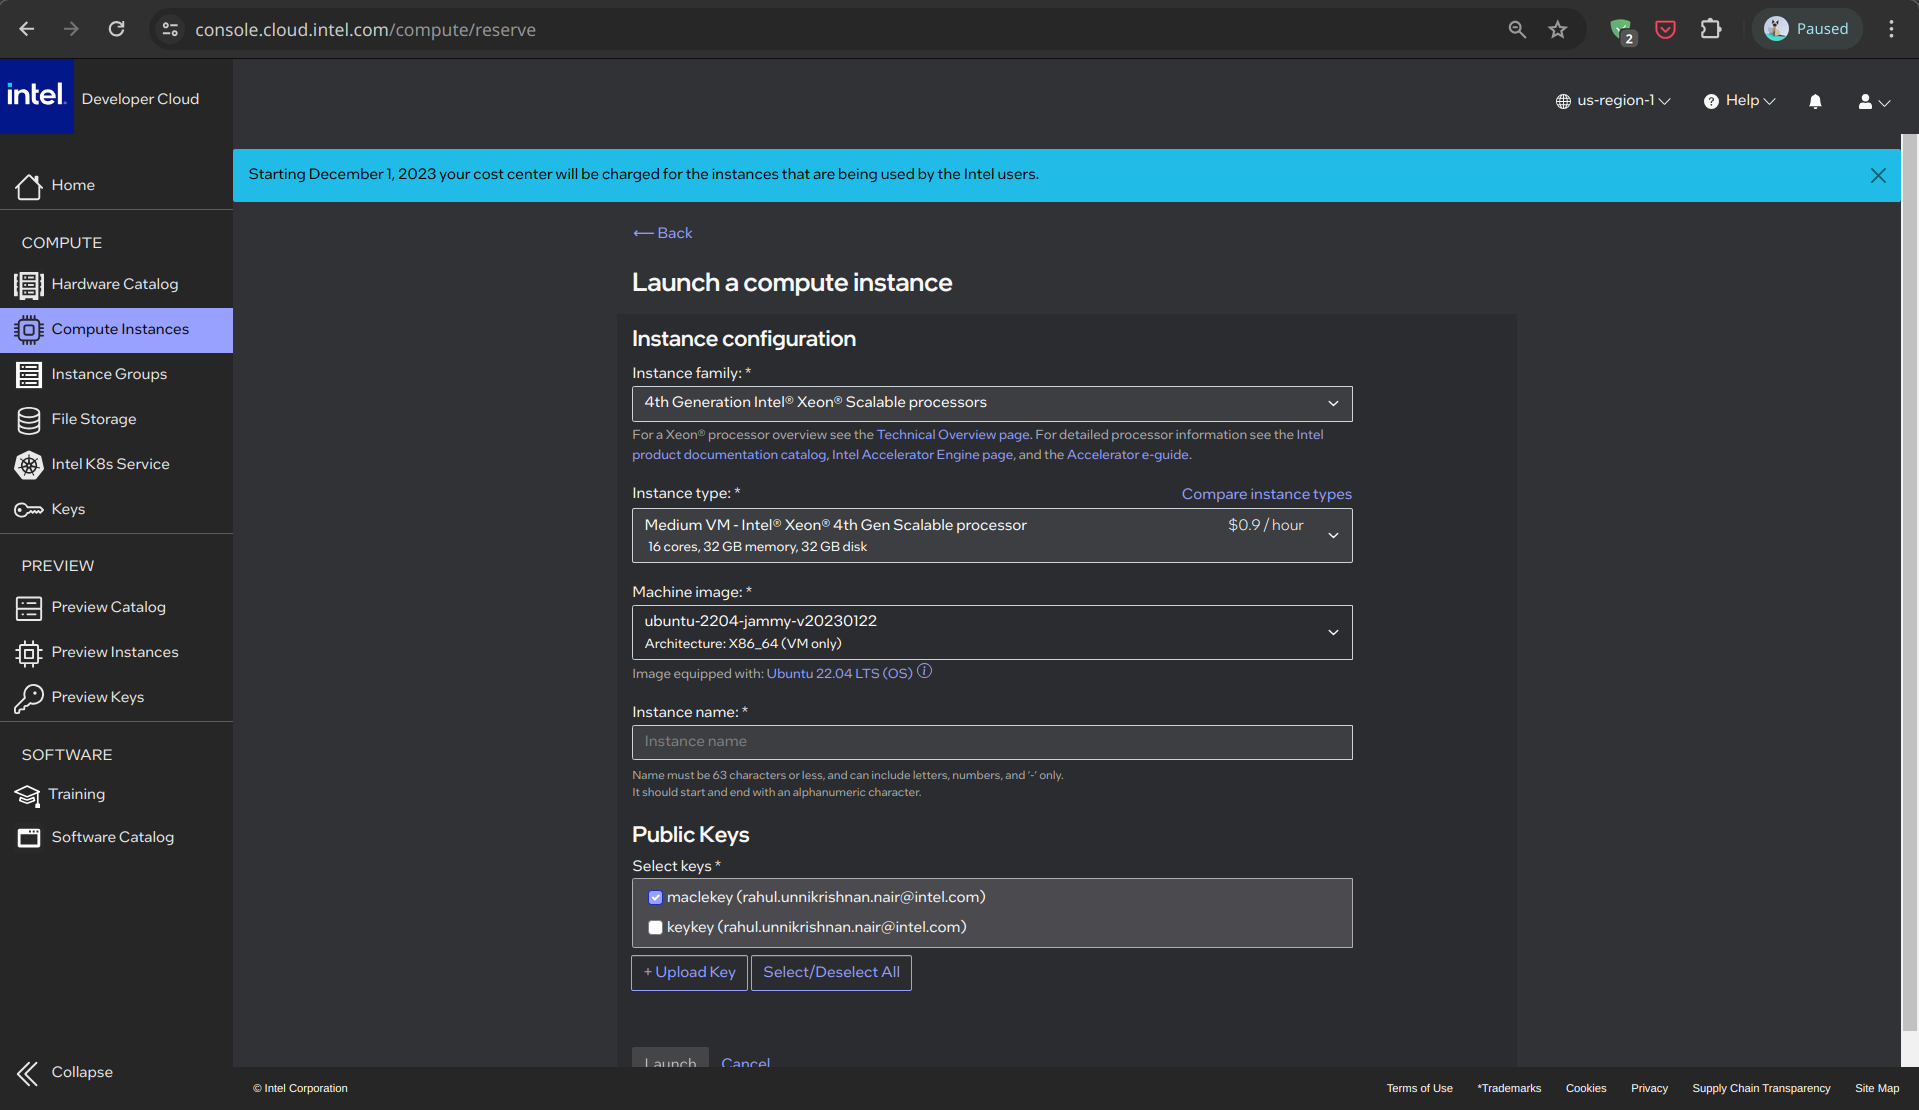 console.cloud.intel.com/compute/reserve
2
Paused
intel.
Developer Cloud
us-region-1
Help
Home
COMPUTE
Hardware Catalog
Compute Instances
Instance Groups
File Storage
Intel K8s Service
Keys
PREVIEW
Preview Catalog
Preview Instances
Preview Keys
SOFTWARE
Training
Software Catalog
Collapse
Starting December 1, 2023 your cost center will be charged for the instances that are being used by the Intel users.
⟵ Back
Launch a compute instance
Instance configuration
Instance family: *
4th Generation Intel® Xeon® Scalable processors
For a Xeon® processor overview see the Technical Overview page. For detailed processor information see the Intel
product documentation catalog, Intel Accelerator Engine page, and the Accelerator e-guide.
Instance type: *
Compare instance types
Medium VM - Intel® Xeon® 4th Gen Scalable processor
$0.9 / hour
16 cores, 32 GB memory, 32 GB disk
Machine image: *
ubuntu-2204-jammy-v20230122
Architecture: X86_64 (VM only)
Image equipped with: Ubuntu 22.04 LTS (OS)
Instance name: *
Instance name
Name must be 63 characters or less, and can include letters, numbers, and '-' only.
It should start and end with an alphanumeric character.
Public Keys
Select keys *
maclekey (rahul.unnikrishnan.nair@intel.com)
keykey (rahul.unnikrishnan.nair@intel.com)
+ Upload Key
Select/Deselect All
Launch
Cancel
© Intel Corporation
Terms of Use
*Trademarks
Cookies
Privacy
Supply Chain Transparency
Site Map